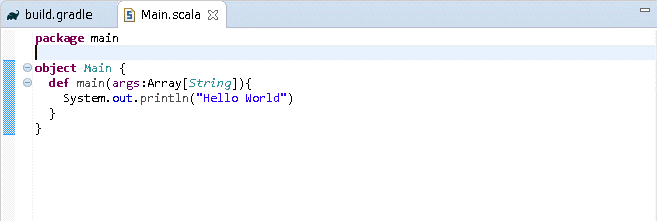 build.gradle
Main.scala
package main
object Main {
  def main(args:Array[String]){
    System.out.println("Hello World")
  }
}